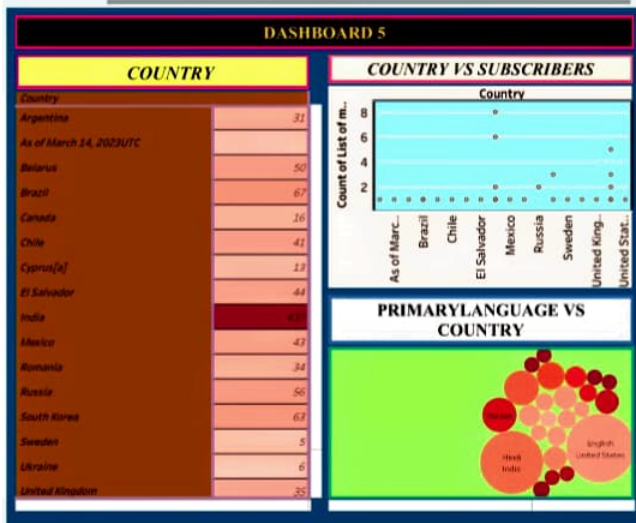 DASHBOARD 5
COUNTRY
Country
Argentina 31
As of March 14, 2023UTC
Belarus 50
Brazil 67
Canada 16
Chile 41
Cyprus[a] 13
El Salvador 44
India
Mexico 43
Romania 34
Russia 56
South Korea 63
Sweden 5
Ukraine 6
United Kingdom 35
COUNTRY VS SUBSCRIBERS
Country
Count of List of m..
8
6
4
2
As of Marc..
Brazil
Chile
El Salvador
Mexico
Russia
Sweden
United King..
United Stat..
PRIMARYLANGUAGE VS
COUNTRY
English
United States
Hindi
India